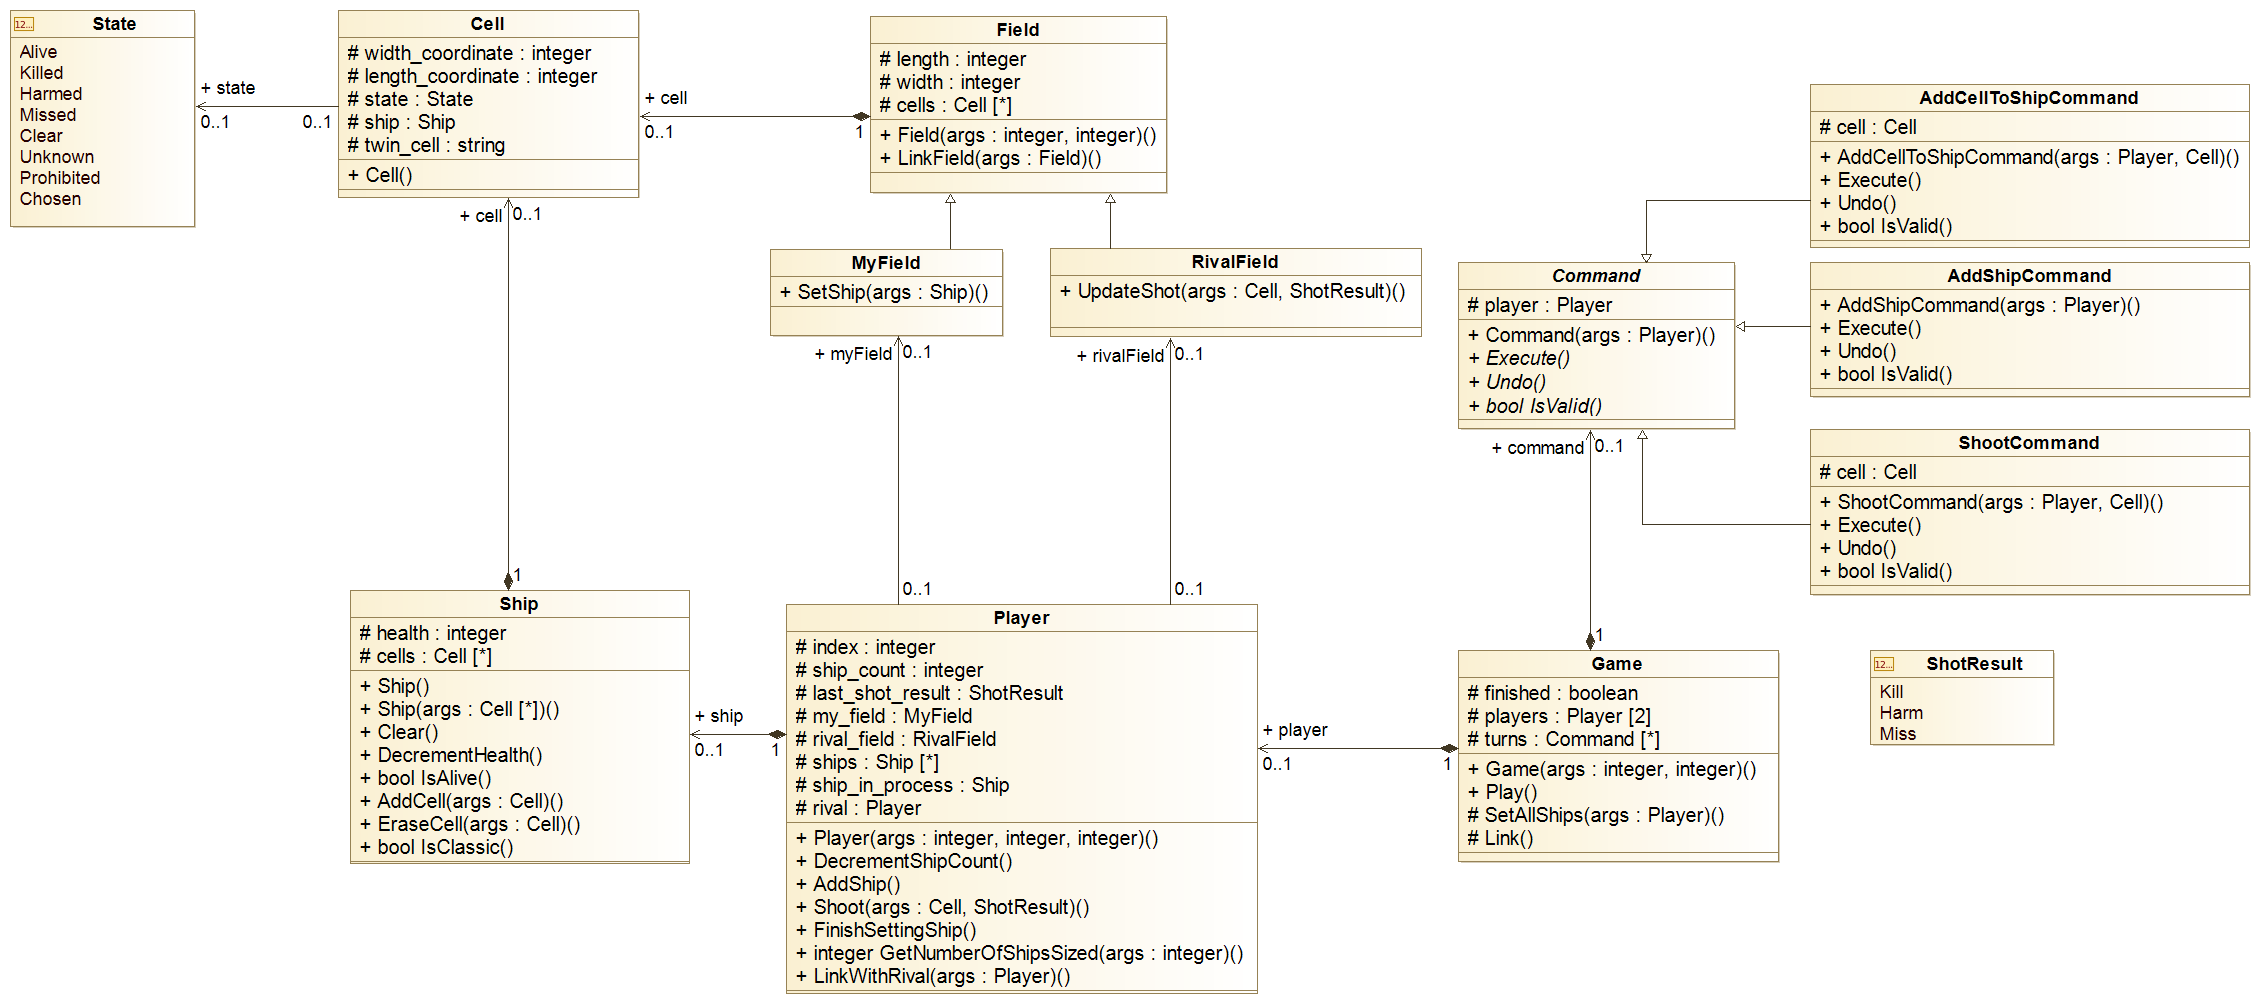 12...
State
Alive
Killed
Harmed
Missed
Clear
Unknown
Prohibited
Chosen
+ state
0..1
0..1
Cell
# width_coordinate : integer
# length_coordinate : integer
# state : State
# ship : Ship
# twin_cell : string
+ Cell()
+ cell
0..1
1
Field
# length : integer
# width : integer
# cells : Cell [*]
+ Field(args : integer, integer)()
+ LinkField(args : Field)()
+ cell
0..1
1
MyField
+ SetShip(args : Ship)()
+ myField
0..1
0..1
RivalField
+ UpdateShot(args : Cell, ShotResult)()
+ rivalField
0..1
0..1
Command
# player : Player
+ Command(args : Player)()
+ Execute()
+ Undo()
+ bool IsValid()
+ command
0..1
1
AddCellToShipCommand
# cell : Cell
+ AddCellToShipCommand(args : Player, Cell)()
+ Execute()
+ Undo()
+ bool IsValid()
AddShipCommand
+ AddShipCommand(args : Player)()
+ Execute()
+ Undo()
+ bool IsValid()
ShootCommand
# cell : Cell
+ ShootCommand(args : Player, Cell)()
+ Execute()
+ Undo()
+ bool IsValid()
Ship
# health : integer
# cells : Cell [*]
+ Ship()
+ Ship(args : Cell [*])()
+ Clear()
+ DecrementHealth()
+ bool IsAlive()
+ AddCell(args : Cell)()
+ EraseCell(args : Cell)()
+ bool IsClassic()
+ ship
0..1
1
Player
# index : integer
# ship_count : integer
# last_shot_result : ShotResult
# my_field : MyField
# rival_field : RivalField
# ships : Ship [*]
# ship_in_process : Ship
# rival : Player
+ Player(args : integer, integer, integer)()
+ DecrementShipCount()
+ AddShip()
+ Shoot(args : Cell, ShotResult)()
+ FinishSettingShip()
+ integer GetNumberOfShipsSized(args : integer)()
+ LinkWithRival(args : Player)()
+ player
0..1
1
Game
# finished : boolean
# players : Player [2]
# turns : Command [*]
+ Game(args : integer, integer)()
+ Play()
# SetAllShips(args : Player)()
# Link()
12...
ShotResult
Kill
Harm
Miss